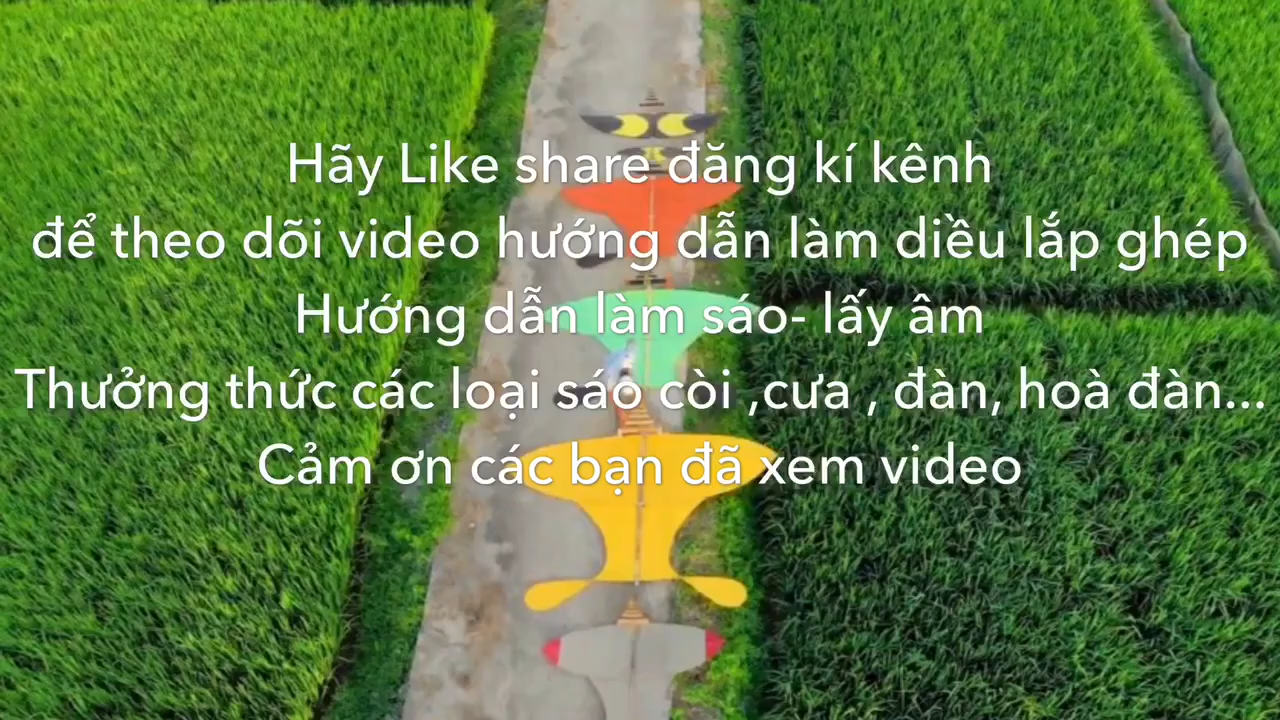 Hãy Like share đăng kí kênh
để theo dõi video hướng dẫn làm diều lắp ghép
Hướng dẫn làm sáo- lấy âm
Thưởng thức các loại sáo còi ,cưa , đàn, hoà đàn...
Cảm ơn các bạn đã xem video